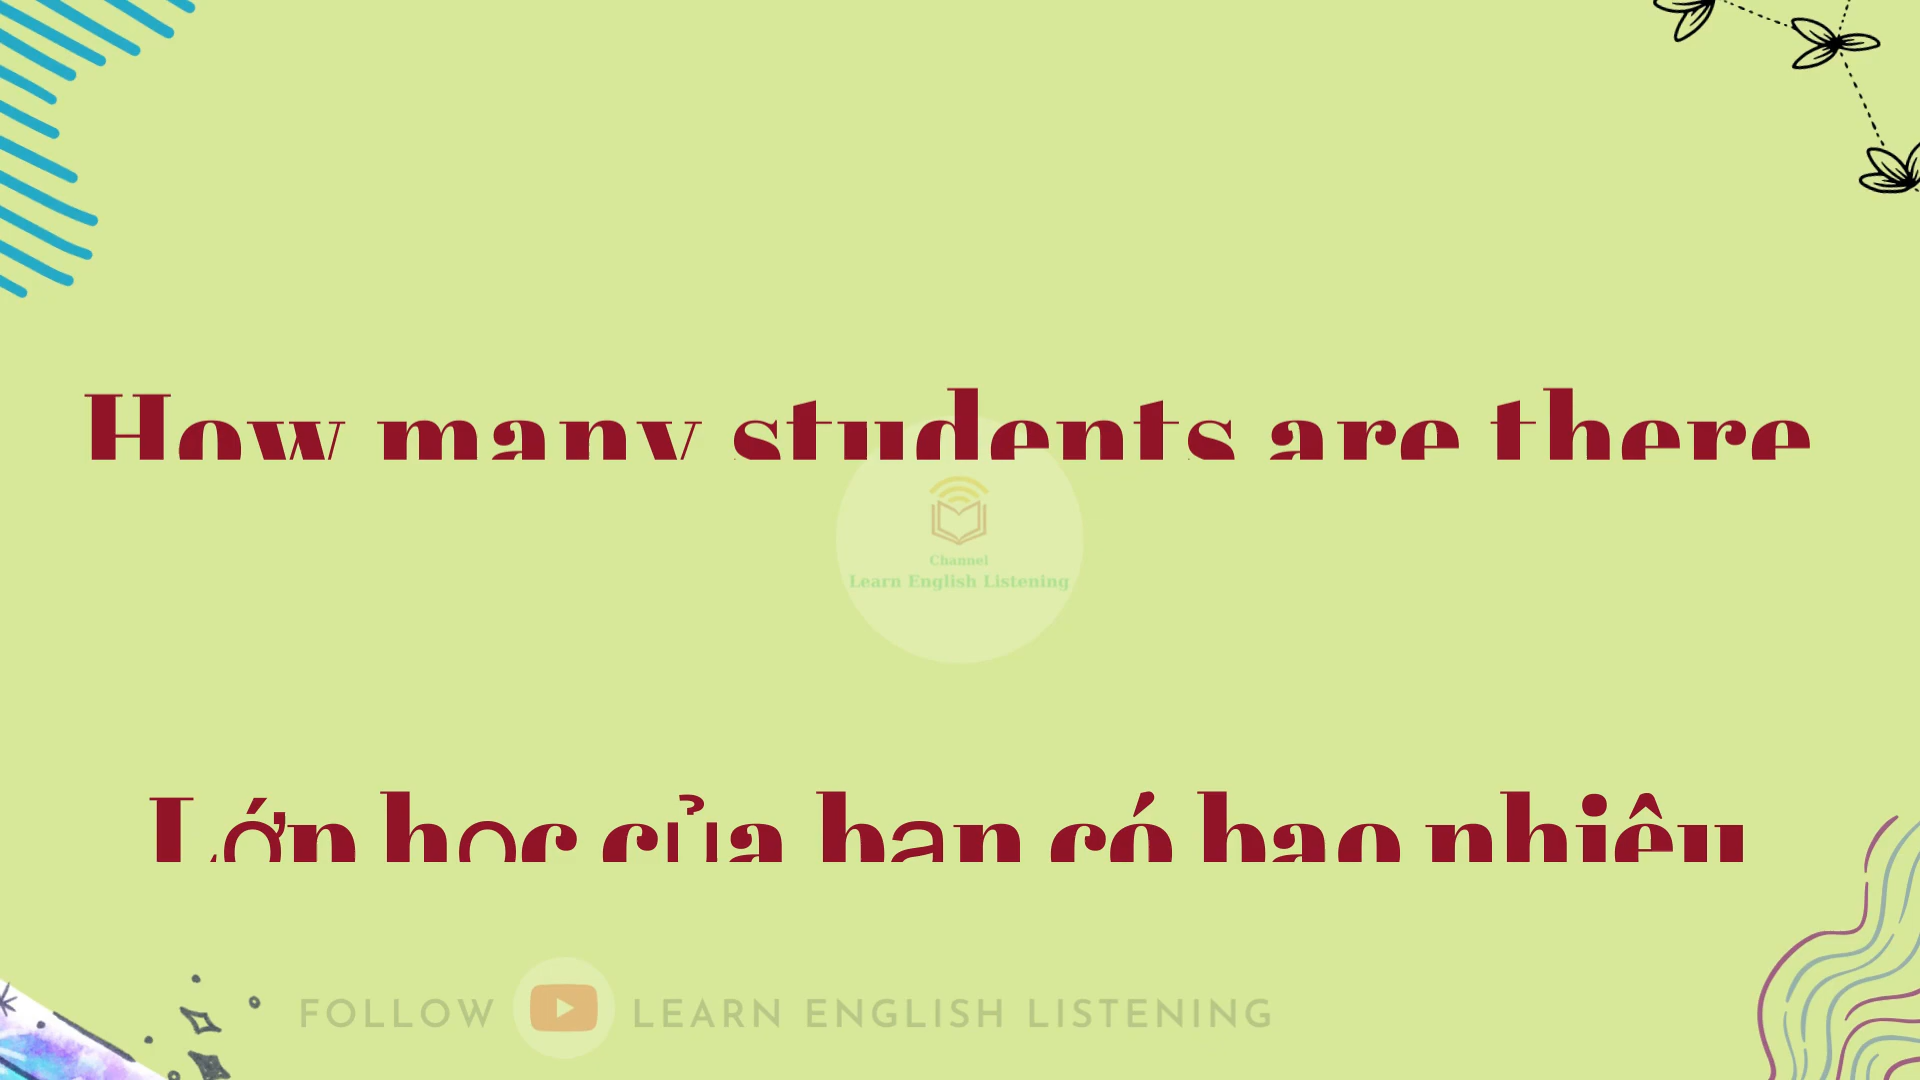 How many students are there
Channel
Learn English Listening
Lớp học của bạn có bao nhiêu
FOLLOW LEARN ENGLISH LISTENING